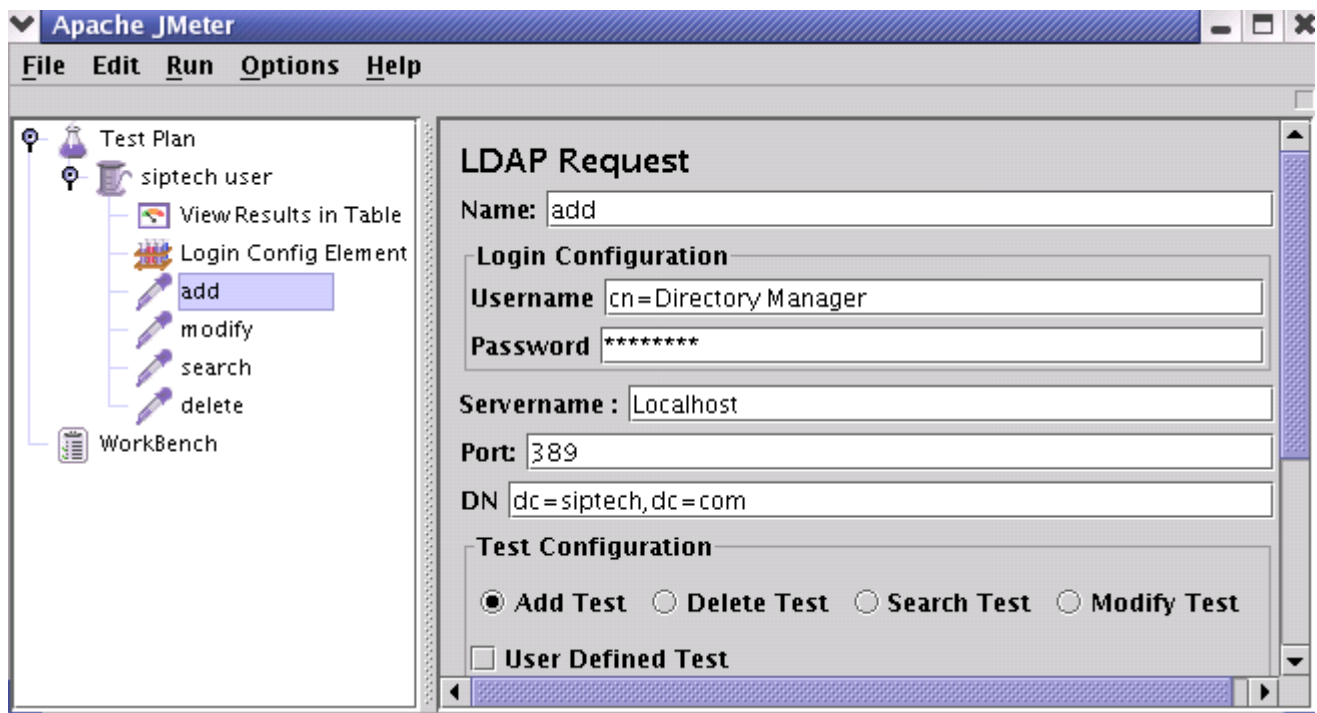 Apache JMeter
File Edit Run Options Help
Test Plan
siptech user
View Results in Table
Login Config Element
add
modify
search
delete
WorkBench
LDAP Request
Name: add
Login Configuration
Username cn=Directory Manager
Password ********
Servername : Localhost
Port: 389
DN dc=siptech,dc=com
Test Configuration
Add Test Delete Test Search Test Modify Test
User Defined Test